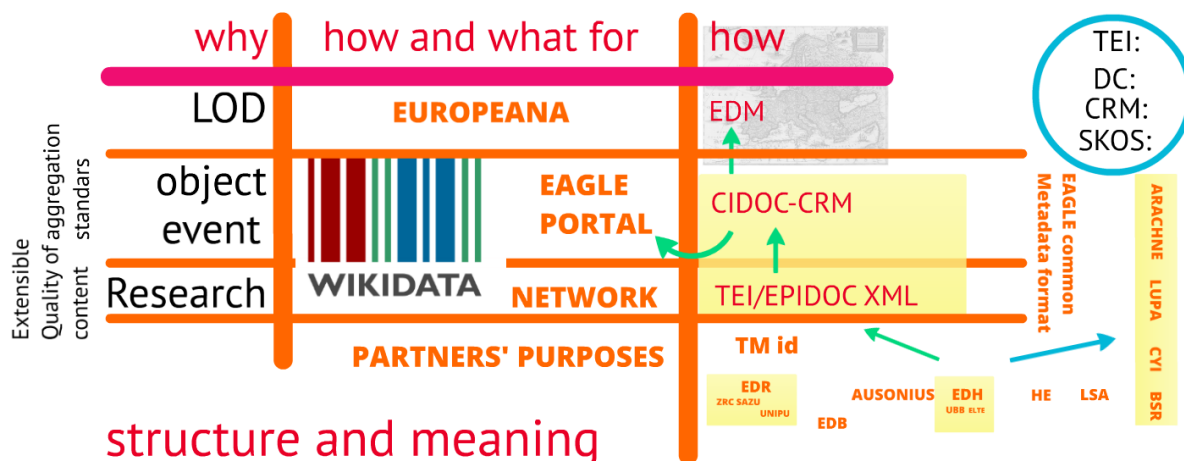 why how and what for how
LOD EUROPEANA EDM
TEI:
DC:
CRM:
SKOS:
Extensible
Quality of aggregation
standars
content
object
event
Research
WIKIDATA
EAGLE
PORTAL
NETWORK
PARTNERS' PURPOSES
CIDOC-CRM
TEI/EPIDOC XML
EAGLE common
Metadata format
ARACHNE
LUPA
CYI
BSR
TM id
EDR
ZRC SAZU
UNIPU
EDB
AUSONIUS
EDH
UBB ELTE
HE
LSA
structure and meaning